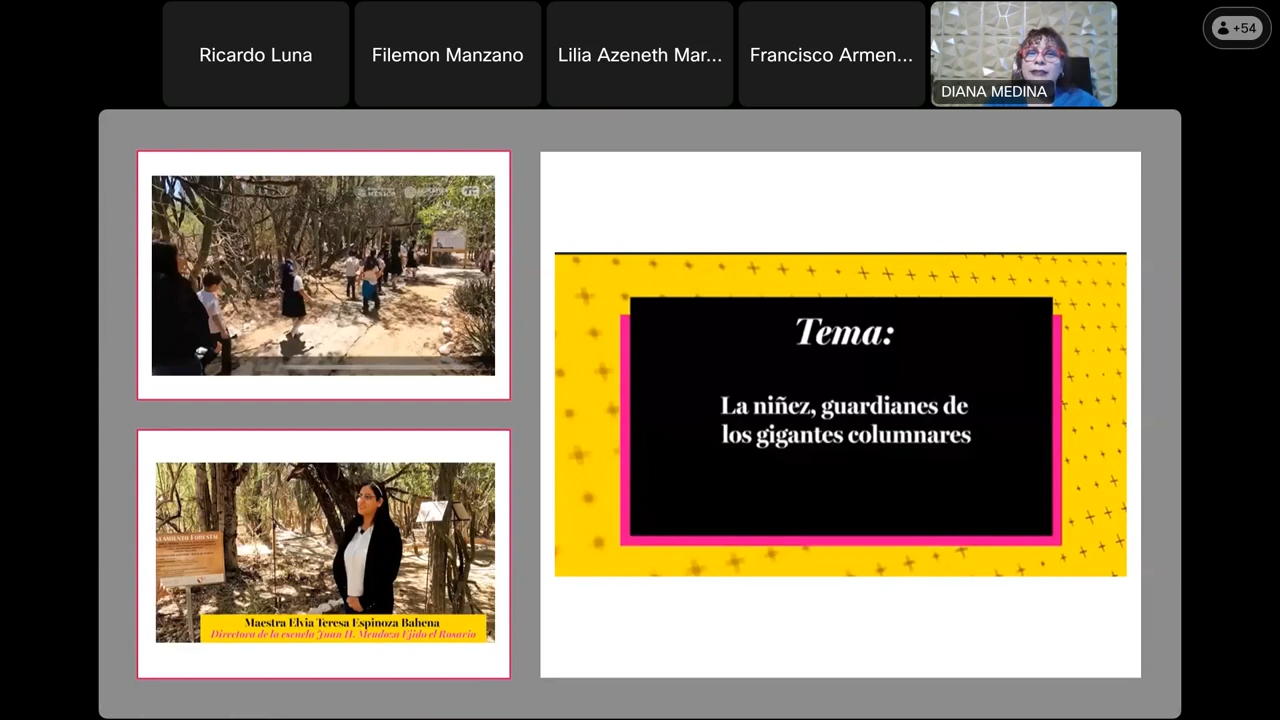 Ricardo Luna
Filemon Manzano
Lilia Azeneth Mar...
Francisco Armen...
DIANA MEDINA
+54
MÉXICO
Tema:
La niñez, guardianes de
los gigantes columnares
Maestra Elvia Teresa Espinoza Bahena
Directora de la escuela Juan H. Mendoza Ejido el Rosario